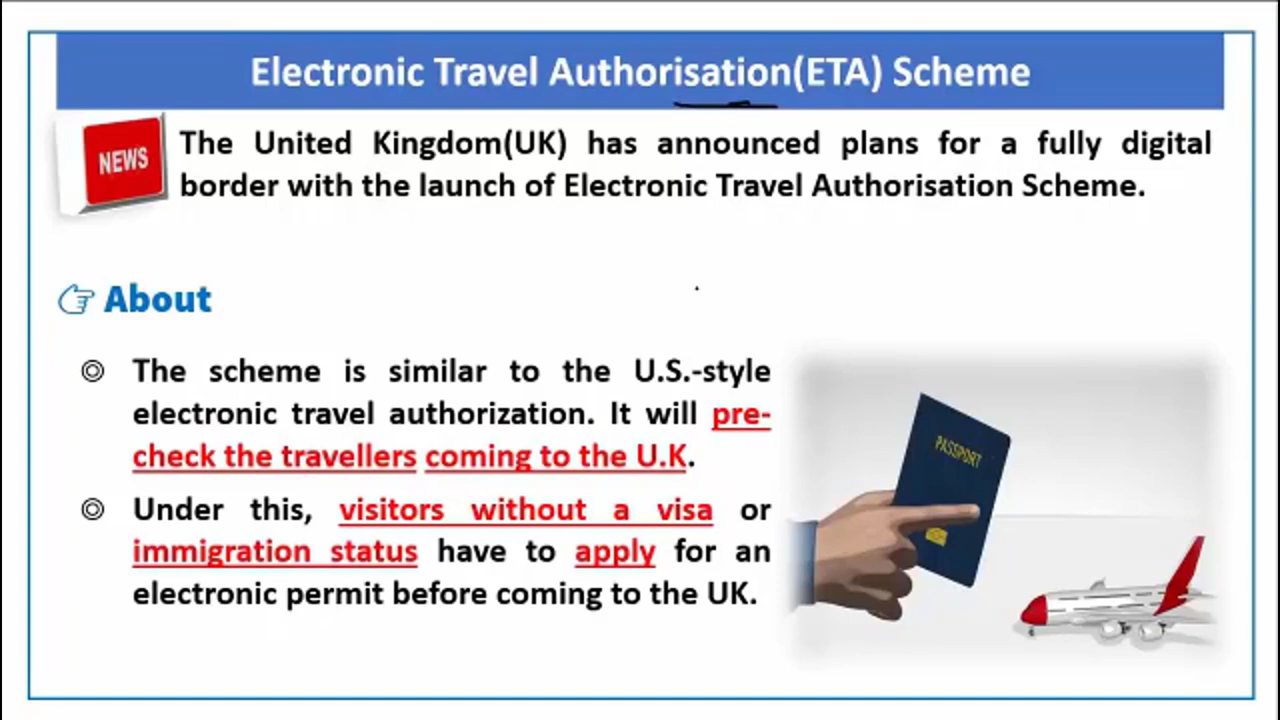 Electronic Travel Authorisation(ETA) Scheme
NEWS
The United Kingdom(UK) has announced plans for a fully digital
border with the launch of Electronic Travel Authorisation Scheme.
About
The scheme is similar to the U.S.-style
electronic travel authorization. It will pre-
check the travellers coming to the U.K.
Under this, visitors without a visa or
immigration status have to apply for an
electronic permit before coming to the UK.
PASSPORT